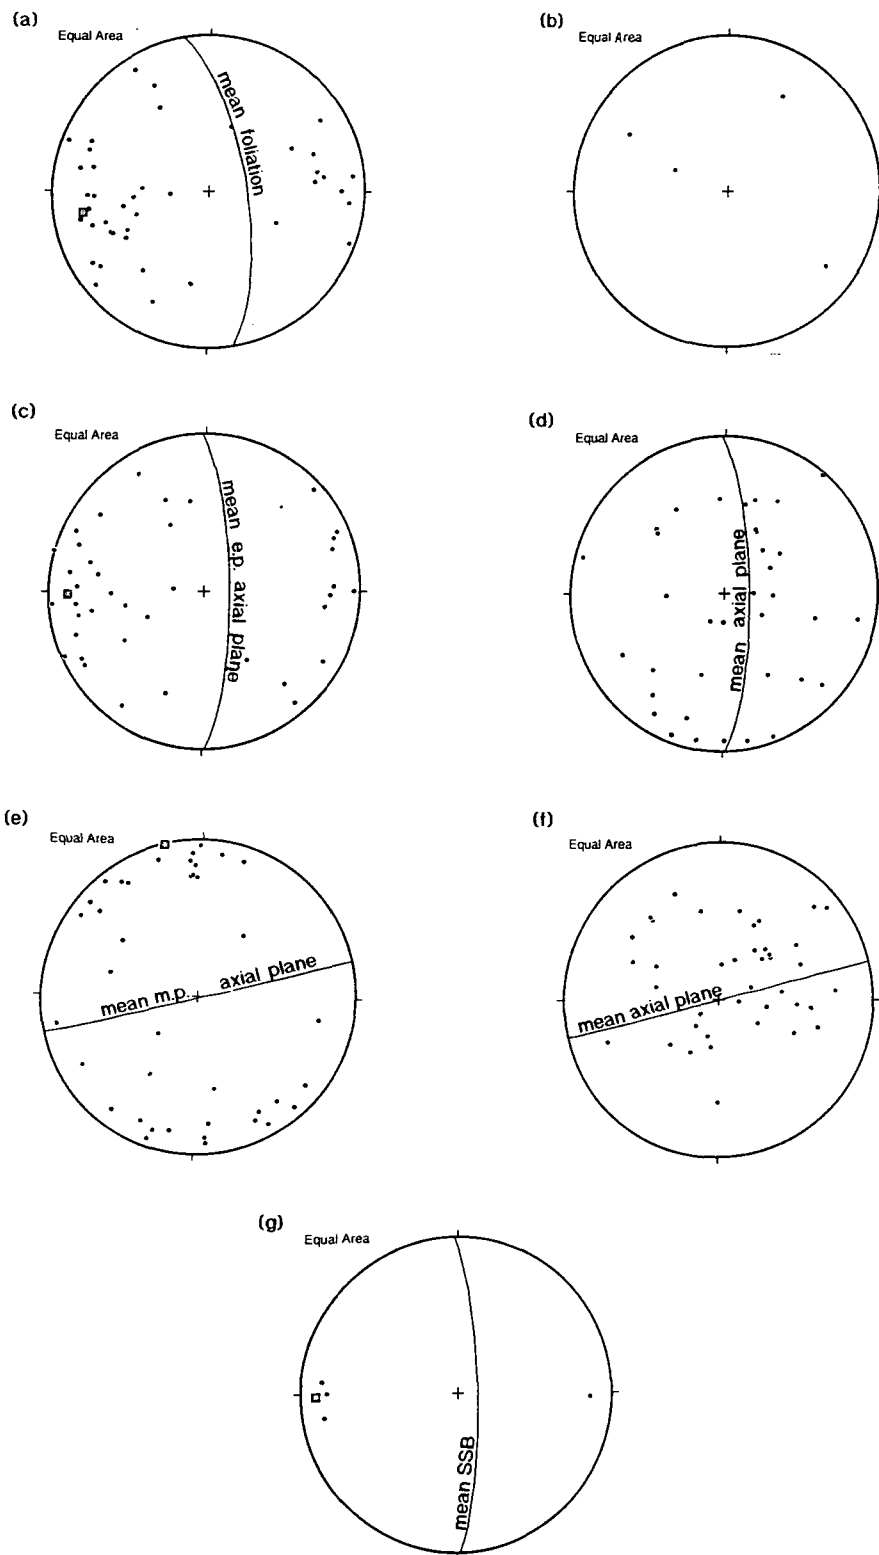 (a)
Equal Area
mean foliation
(b)
Equal Area
(c)
Equal Area
mean e.p. axial plane
(d)
Equal Area
mean axial plane
(e)
Equal Area
mean m.p. axial plane
(f)
Equal Area
mean axial plane
(g)
Equal Area
mean SSB